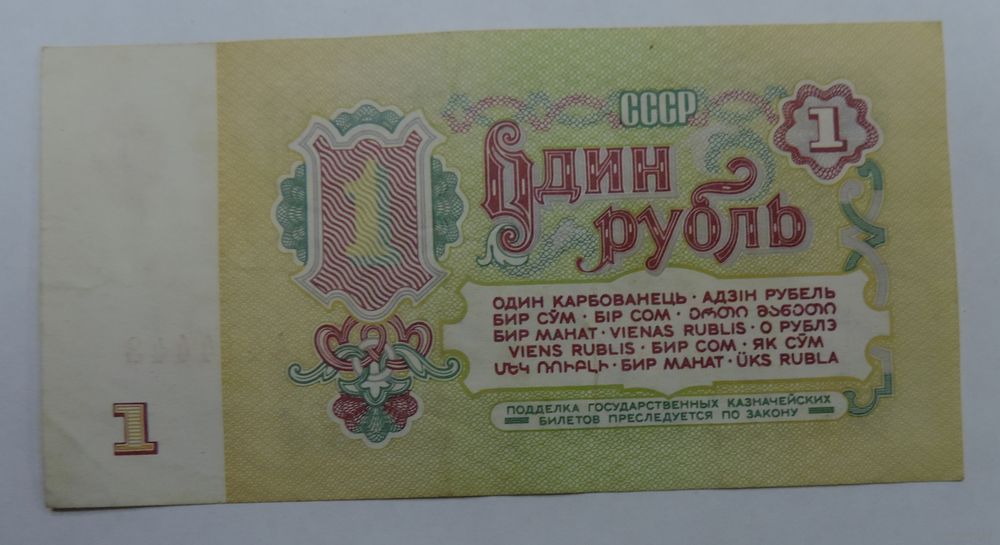 СССР
1
1
Один
рубль
ОДИН КАРБОВАНЕЦЬ · АДЗІН РУБЕЛЬ
БИР СЎМ · БІР СОМ · ᲔᲠᲗᲘ ᲛᲐᲜᲔᲗᲘ
БИР МАНАТ · VIENAS RUBLIS · О РУБЛЭ
VIENS RUBLIS · БИР СОМ · ЯК СӮМ
ՄԵԿ ՌՈՒԲԼԻ · БИР МАНАТ · ÜKS RUBLA
ПОДДЕЛКА ГОСУДАРСТВЕННЫХ КАЗНАЧЕЙСКИХ
БИЛЕТОВ ПРЕСЛЕДУЕТСЯ ПО ЗАКОНУ
1